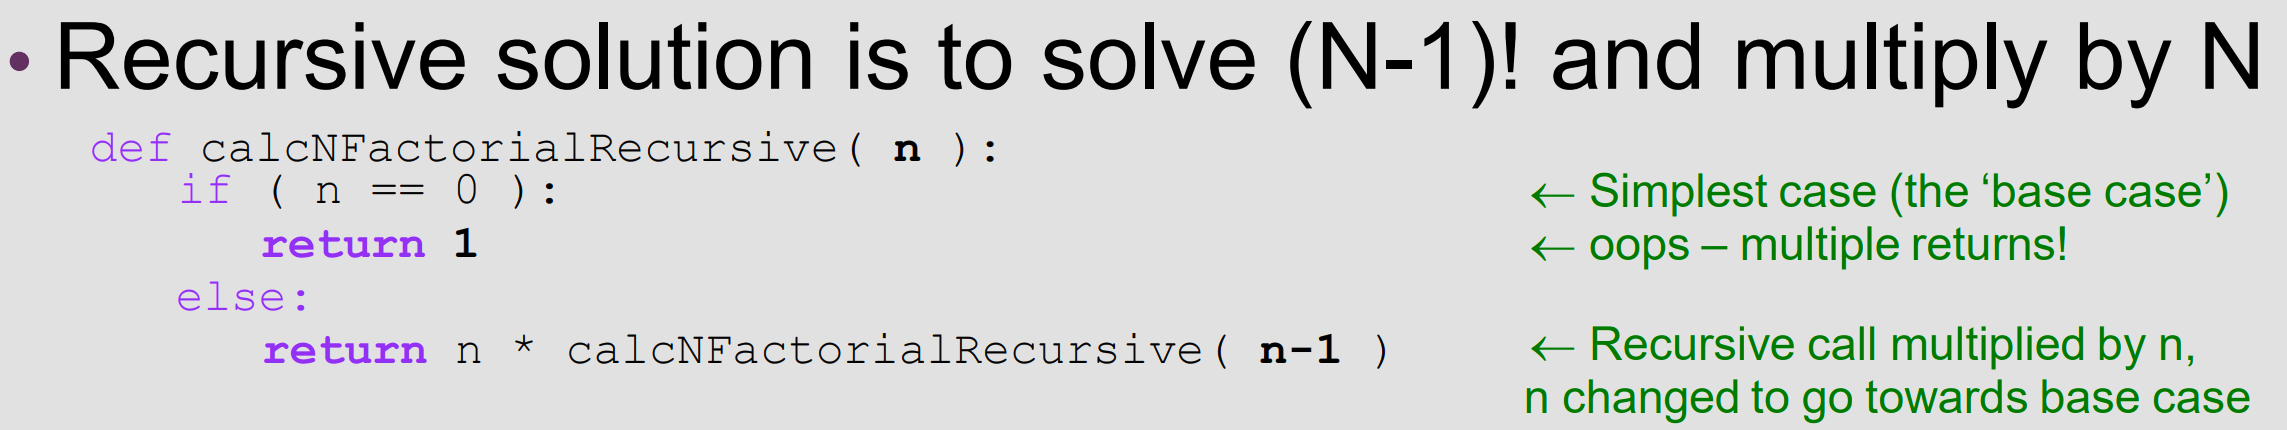 • Recursive solution is to solve (N-1)! and multiply by N
def calcNFactorialRecursive( n ):
if ( n == 0 ): ← Simplest case (the ‘base case’)
return 1 ← oops – multiple returns!
else:
return n * calcNFactorialRecursive( n-1 ) ← Recursive call multiplied by n,
n changed to go towards base case